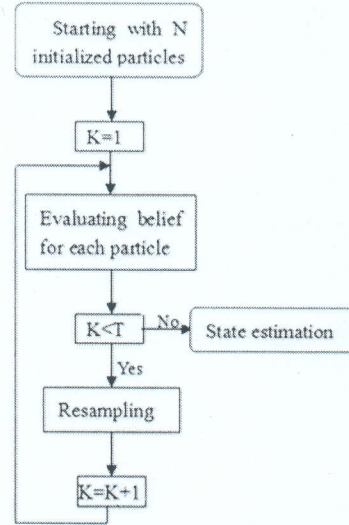 Starting with N
initialized particles
K=1
Evaluating belief
for each particle
K<T
No
State estimation
Yes
Resampling
K=K+1